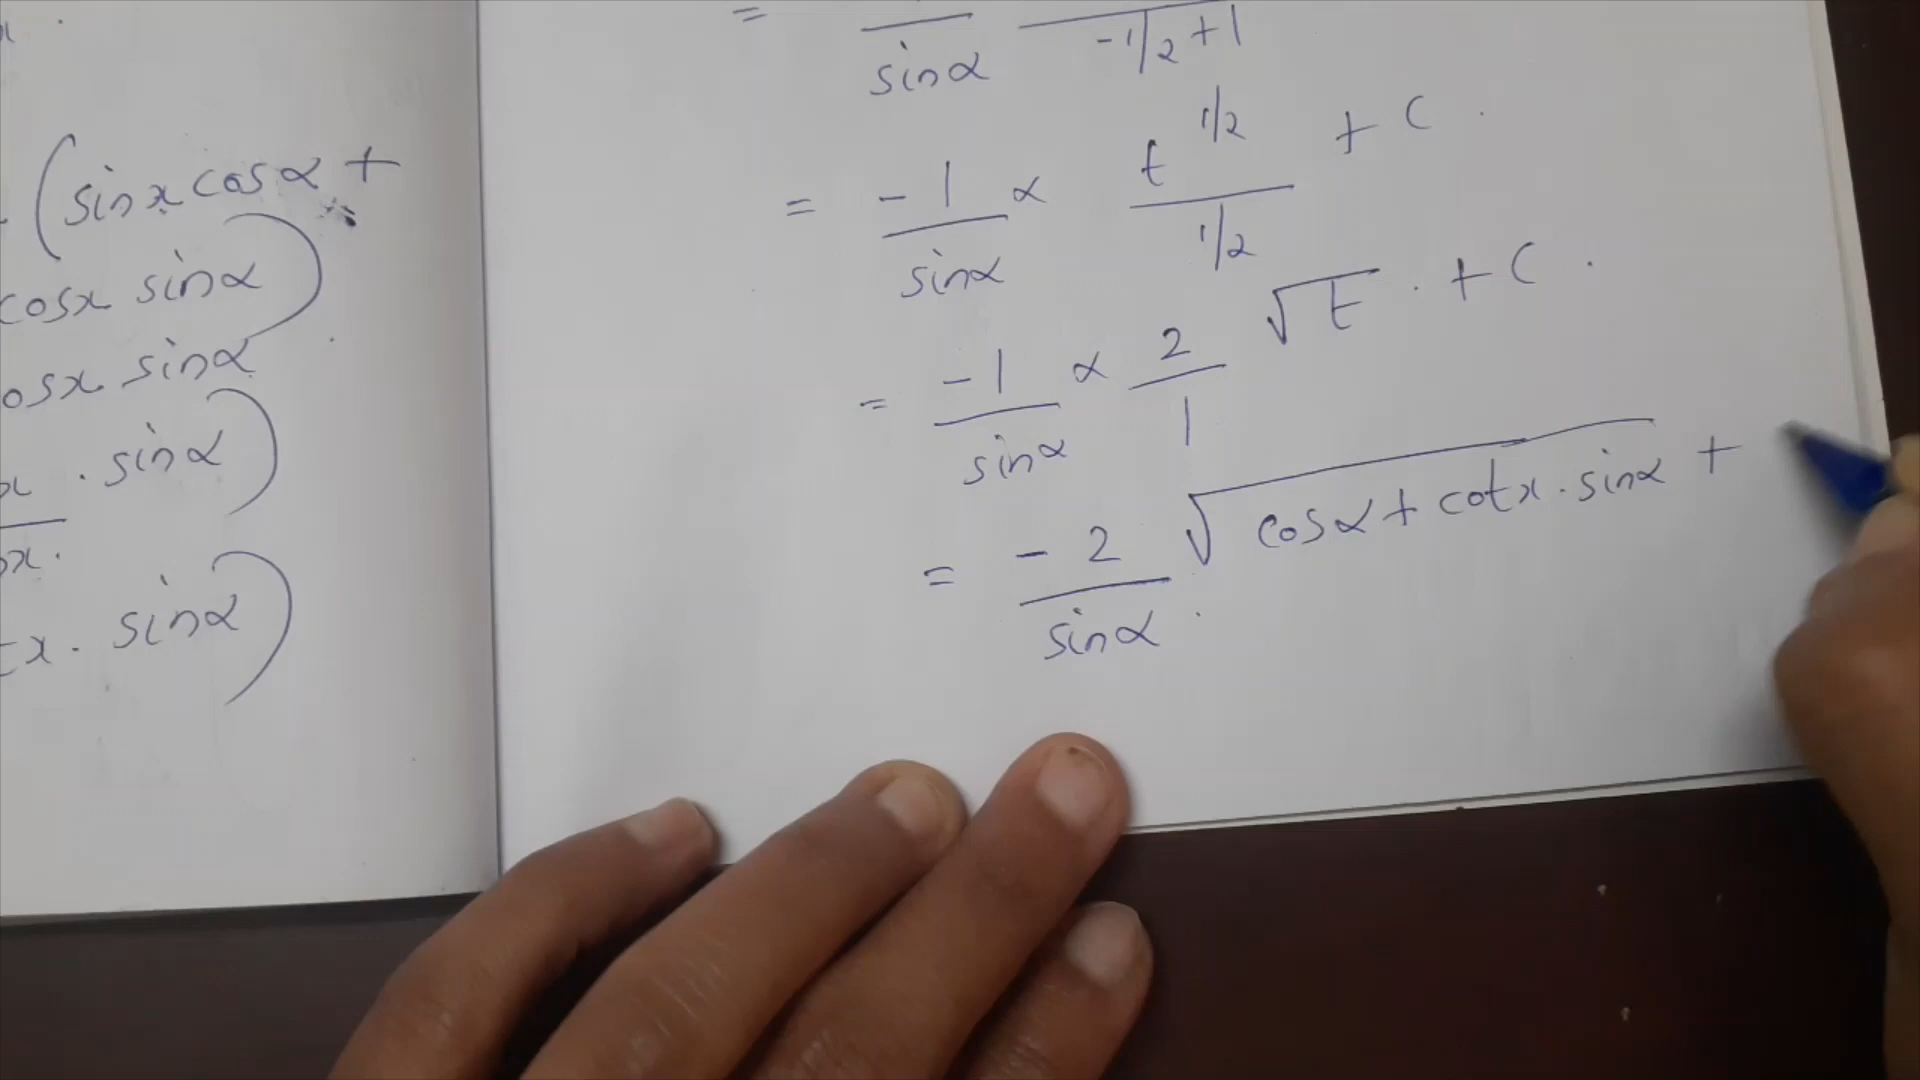 (sinx cosα +
cosx sinα)
cosx sinα
. sinα)
x. sinα)
=
sinα -1/2 + 1
= -1/sinα × t^1/2 / 1/2 + C.
= -1/sinα × 2/1 √t . + C.
= -2/sinα √cosα + cotx . sinα +